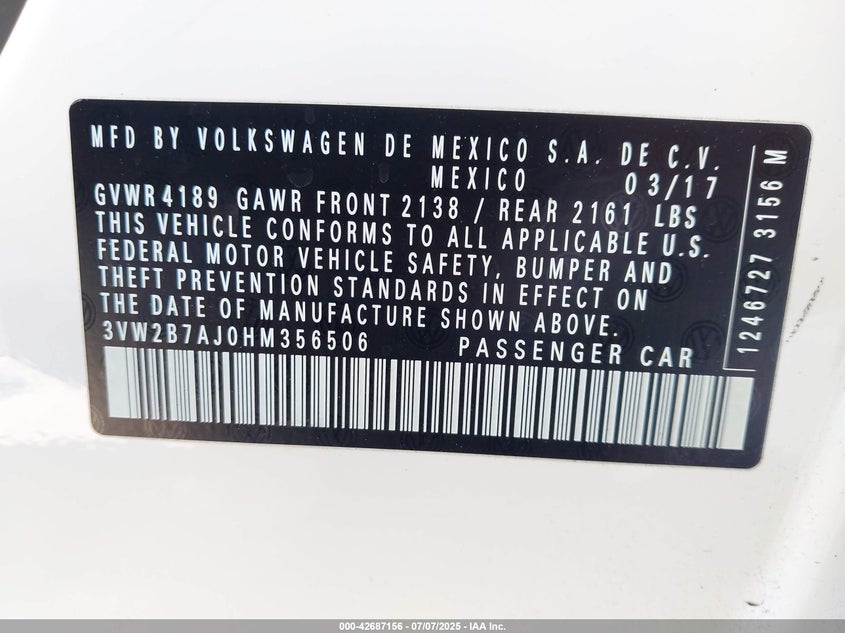 MFD BY VOLKSWAGEN DE MEXICO S.A. DE C.V.
MEXICO 03/17
GVWR 4189 GAWR FRONT 2138 / REAR 2161 LBS
THIS VEHICLE CONFORMS TO ALL APPLICABLE U.S.
FEDERAL MOTOR VEHICLE SAFETY, BUMPER AND
THEFT PREVENTION STANDARDS IN EFFECT ON
THE DATE OF MANUFACTURE SHOWN ABOVE.
3VW2B7AJ0HM356506 PASSENGER CAR
1246727 3156 M
000-42687156 - 07/07/2025 - IAA Inc.